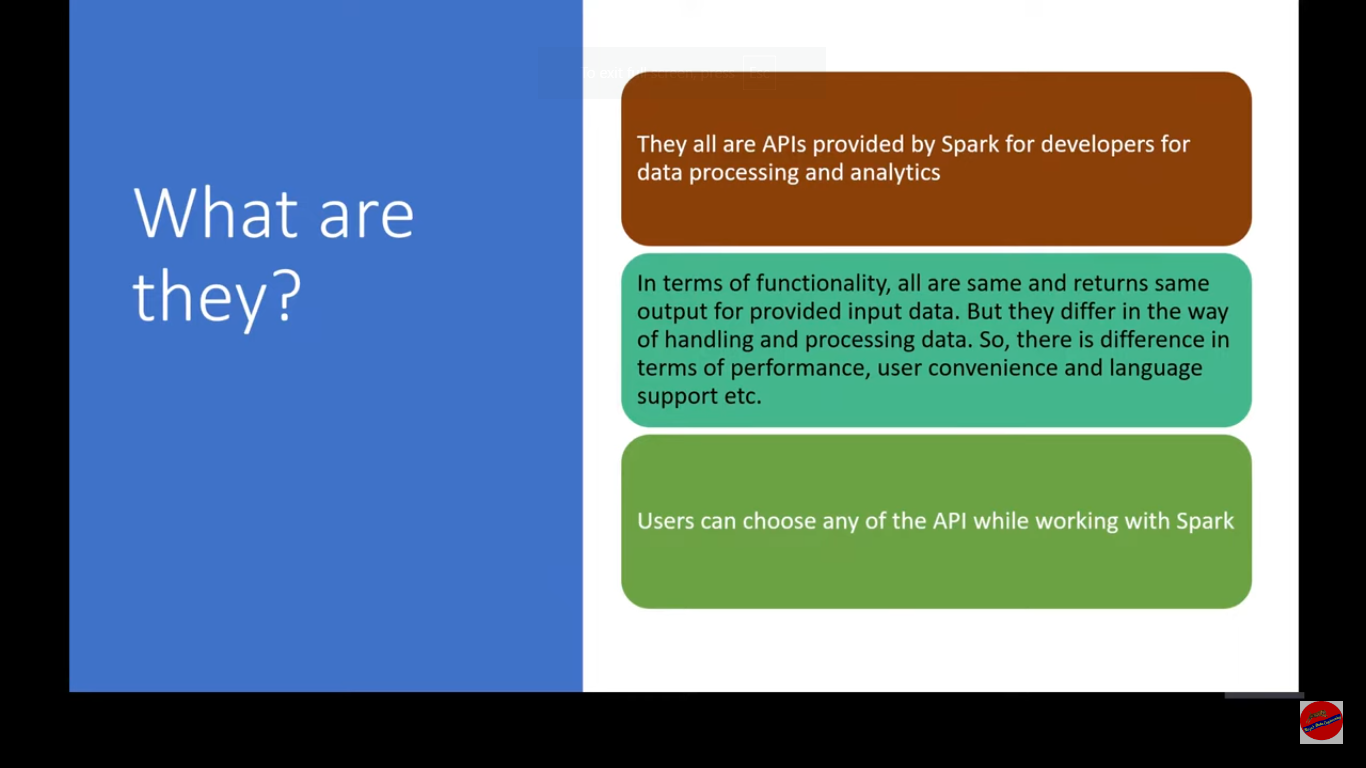 What are
they?
They all are APIs provided by Spark for developers for
data processing and analytics
In terms of functionality, all are same and returns same
output for provided input data. But they differ in the way
of handling and processing data. So, there is difference in
terms of performance, user convenience and language
support etc.
Users can choose any of the API while working with Spark